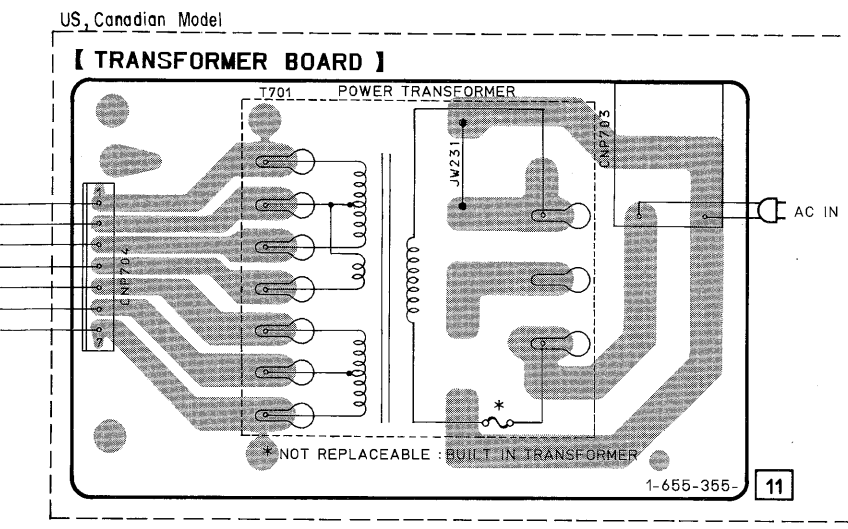 US, Canadian Model
【 TRANSFORMER BOARD 】
T701 POWER TRANSFORMER
CNP703
JW231
1
CNP704
7
AC IN
*
*NOT REPLACEABLE : BUILT IN TRANSFORMER
1-655-355-
11